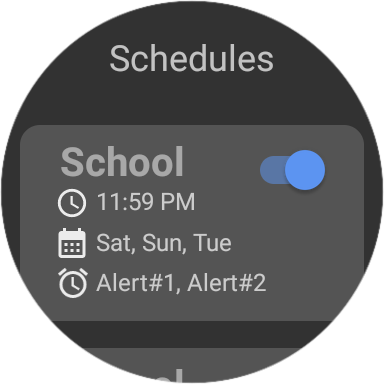 Schedules
School
11:59 PM
Sat, Sun, Tue
Alert#1, Alert#2